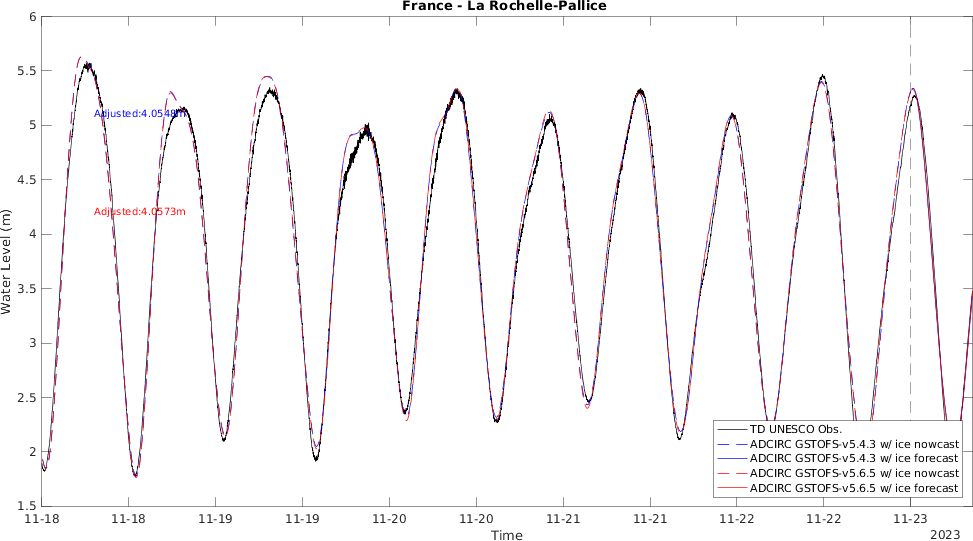 France - La Rochelle-Pallice
Water Level (m)
6
5.5
5
4.5
4
3.5
3
2.5
2
1.5
Adjusted:4.0548m
Adjusted:4.0573m
TD UNESCO Obs.
ADCIRC GSTOFS-v5.4.3 w/ ice nowcast
ADCIRC GSTOFS-v5.4.3 w/ ice forecast
ADCIRC GSTOFS-v5.6.5 w/ ice nowcast
ADCIRC GSTOFS-v5.6.5 w/ ice forecast
11-18 11-18 11-19 11-19 11-20 11-20 11-21 11-21 11-22 11-22 11-23
Time
2023